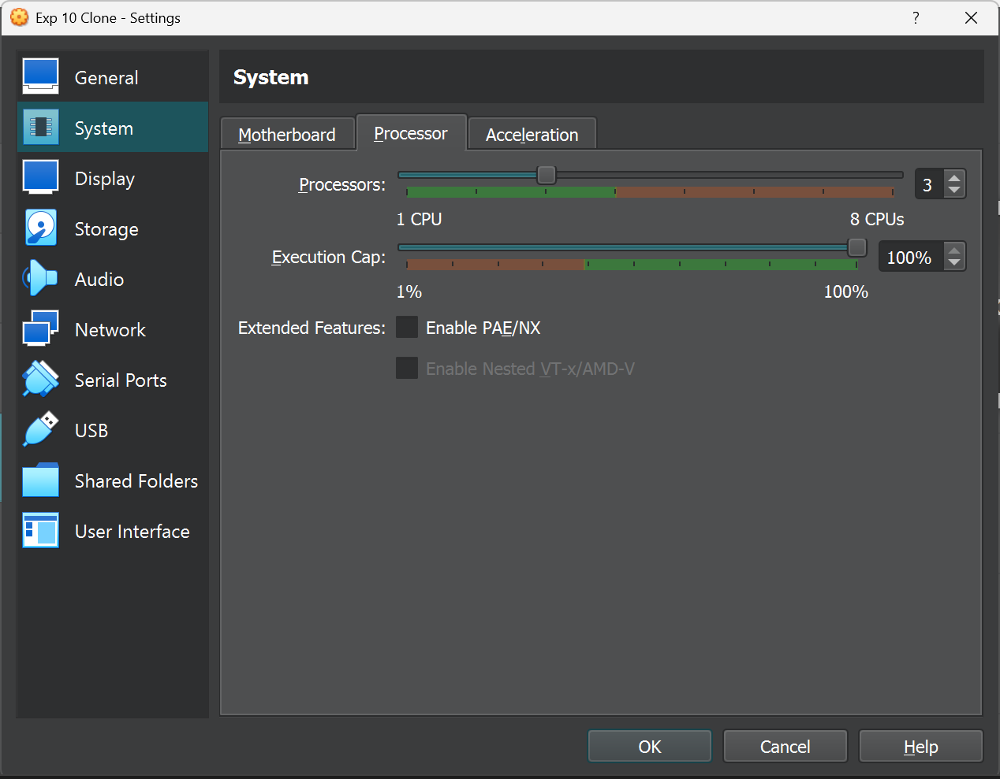 Exp 10 Clone - Settings
?
General
System
Display
Storage
Audio
Network
Serial Ports
USB
Shared Folders
User Interface
System
Motherboard
Processor
Acceleration
Processors:
3
1 CPU
8 CPUs
Execution Cap:
100%
1%
100%
Extended Features:
Enable PAE/NX
Enable Nested VT-x/AMD-V
OK
Cancel
Help